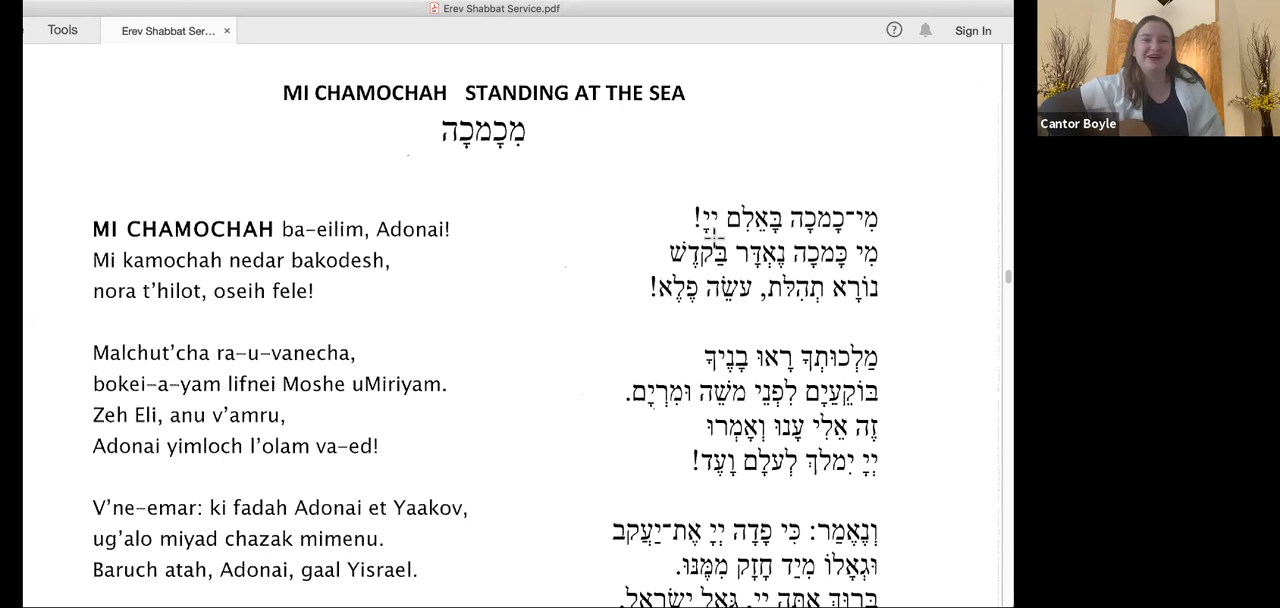 Erev Shabbat Service.pdf
Tools
Erev Shabbat Ser... ×
? Sign In
Cantor Boyle
MI CHAMOCHAH STANDING AT THE SEA
מִכָמכָה
MI CHAMOCHAH ba-eilim, Adonai!
Mi kamochah nedar bakodesh,
nora t'hilot, oseih fele!
Malchut'cha ra-u-vanecha,
bokei-a-yam lifnei Moshe uMiriyam.
Zeh Eli, anu v'amru,
Adonai yimloch l'olam va-ed!
V'ne-emar: ki fadah Adonai et Yaakov,
ug'alo miyad chazak mimenu.
Baruch atah, Adonai, gaal Yisrael.
מִי־כָמֹכָה בָּאֵלִם יְיָ!
מִי כָּמֹכָה נֶאְדָּר בַּקֹּדֶשׁ
נוֹרָא תְהִלֹּת, עֹשֵׂה פֶלֶא!
מַלְכוּתְךָ רָאוּ בָנֶיךָ
בּוֹקֵעַ יָם לִפְנֵי מֹשֶׁה וּמִרְיָם.
זֶה אֵלִי עָנוּ וְאָמְרוּ
יְיָ יִמְלֹךְ לְעֹלָם וָעֶד!
וְנֶאֱמַר: כִּי פָדָה יְיָ אֶת־יַעֲקֹב
וּגְאָלוֹ מִיַּד חָזָק מִמֶּנּוּ.
בָּרוּךְ אַתָּה יְיָ, גָּאַל יִשְׂרָאֵל.